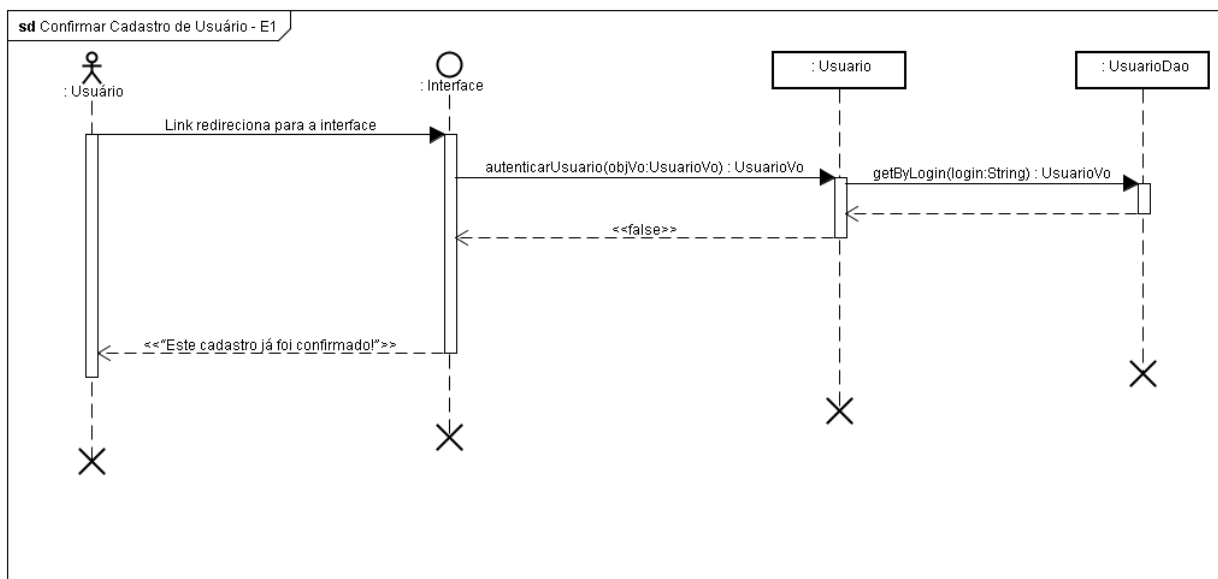 sd Confirmar Cadastro de Usuário - E1
: Usuário
: Interface
: Usuario
: UsuarioDao
Link redireciona para a interface
autenticarUsuario(objVo:UsuarioVo) : UsuarioVo
getByLogin(login:String) : UsuarioVo
<<false>>
<<"Este cadastro já foi confirmado!">>